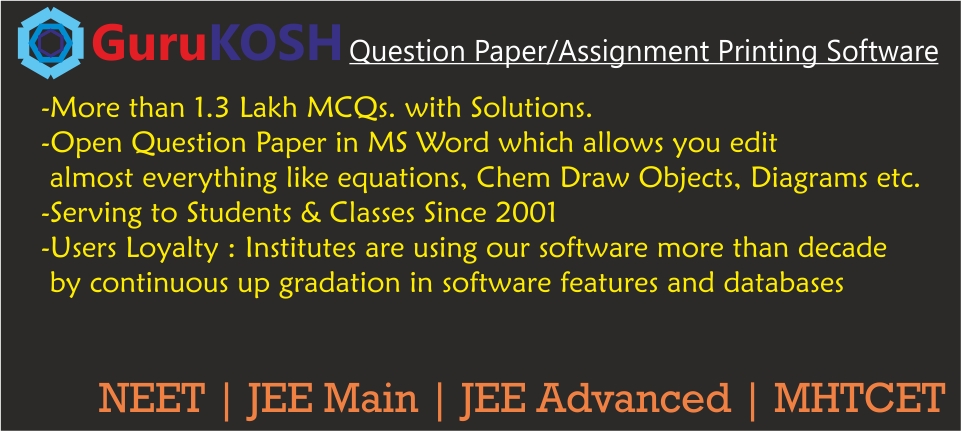 GuruKOSH Question Paper/Assignment Printing Software
-More than 1.3 Lakh MCQs. with Solutions.
-Open Question Paper in MS Word which allows you edit
almost everything like equations, Chem Draw Objects, Diagrams etc.
-Serving to Students & Classes Since 2001
-Users Loyalty : Institutes are using our software more than decade
by continuous up gradation in software features and databases
NEET | JEE Main | JEE Advanced | MHTCET